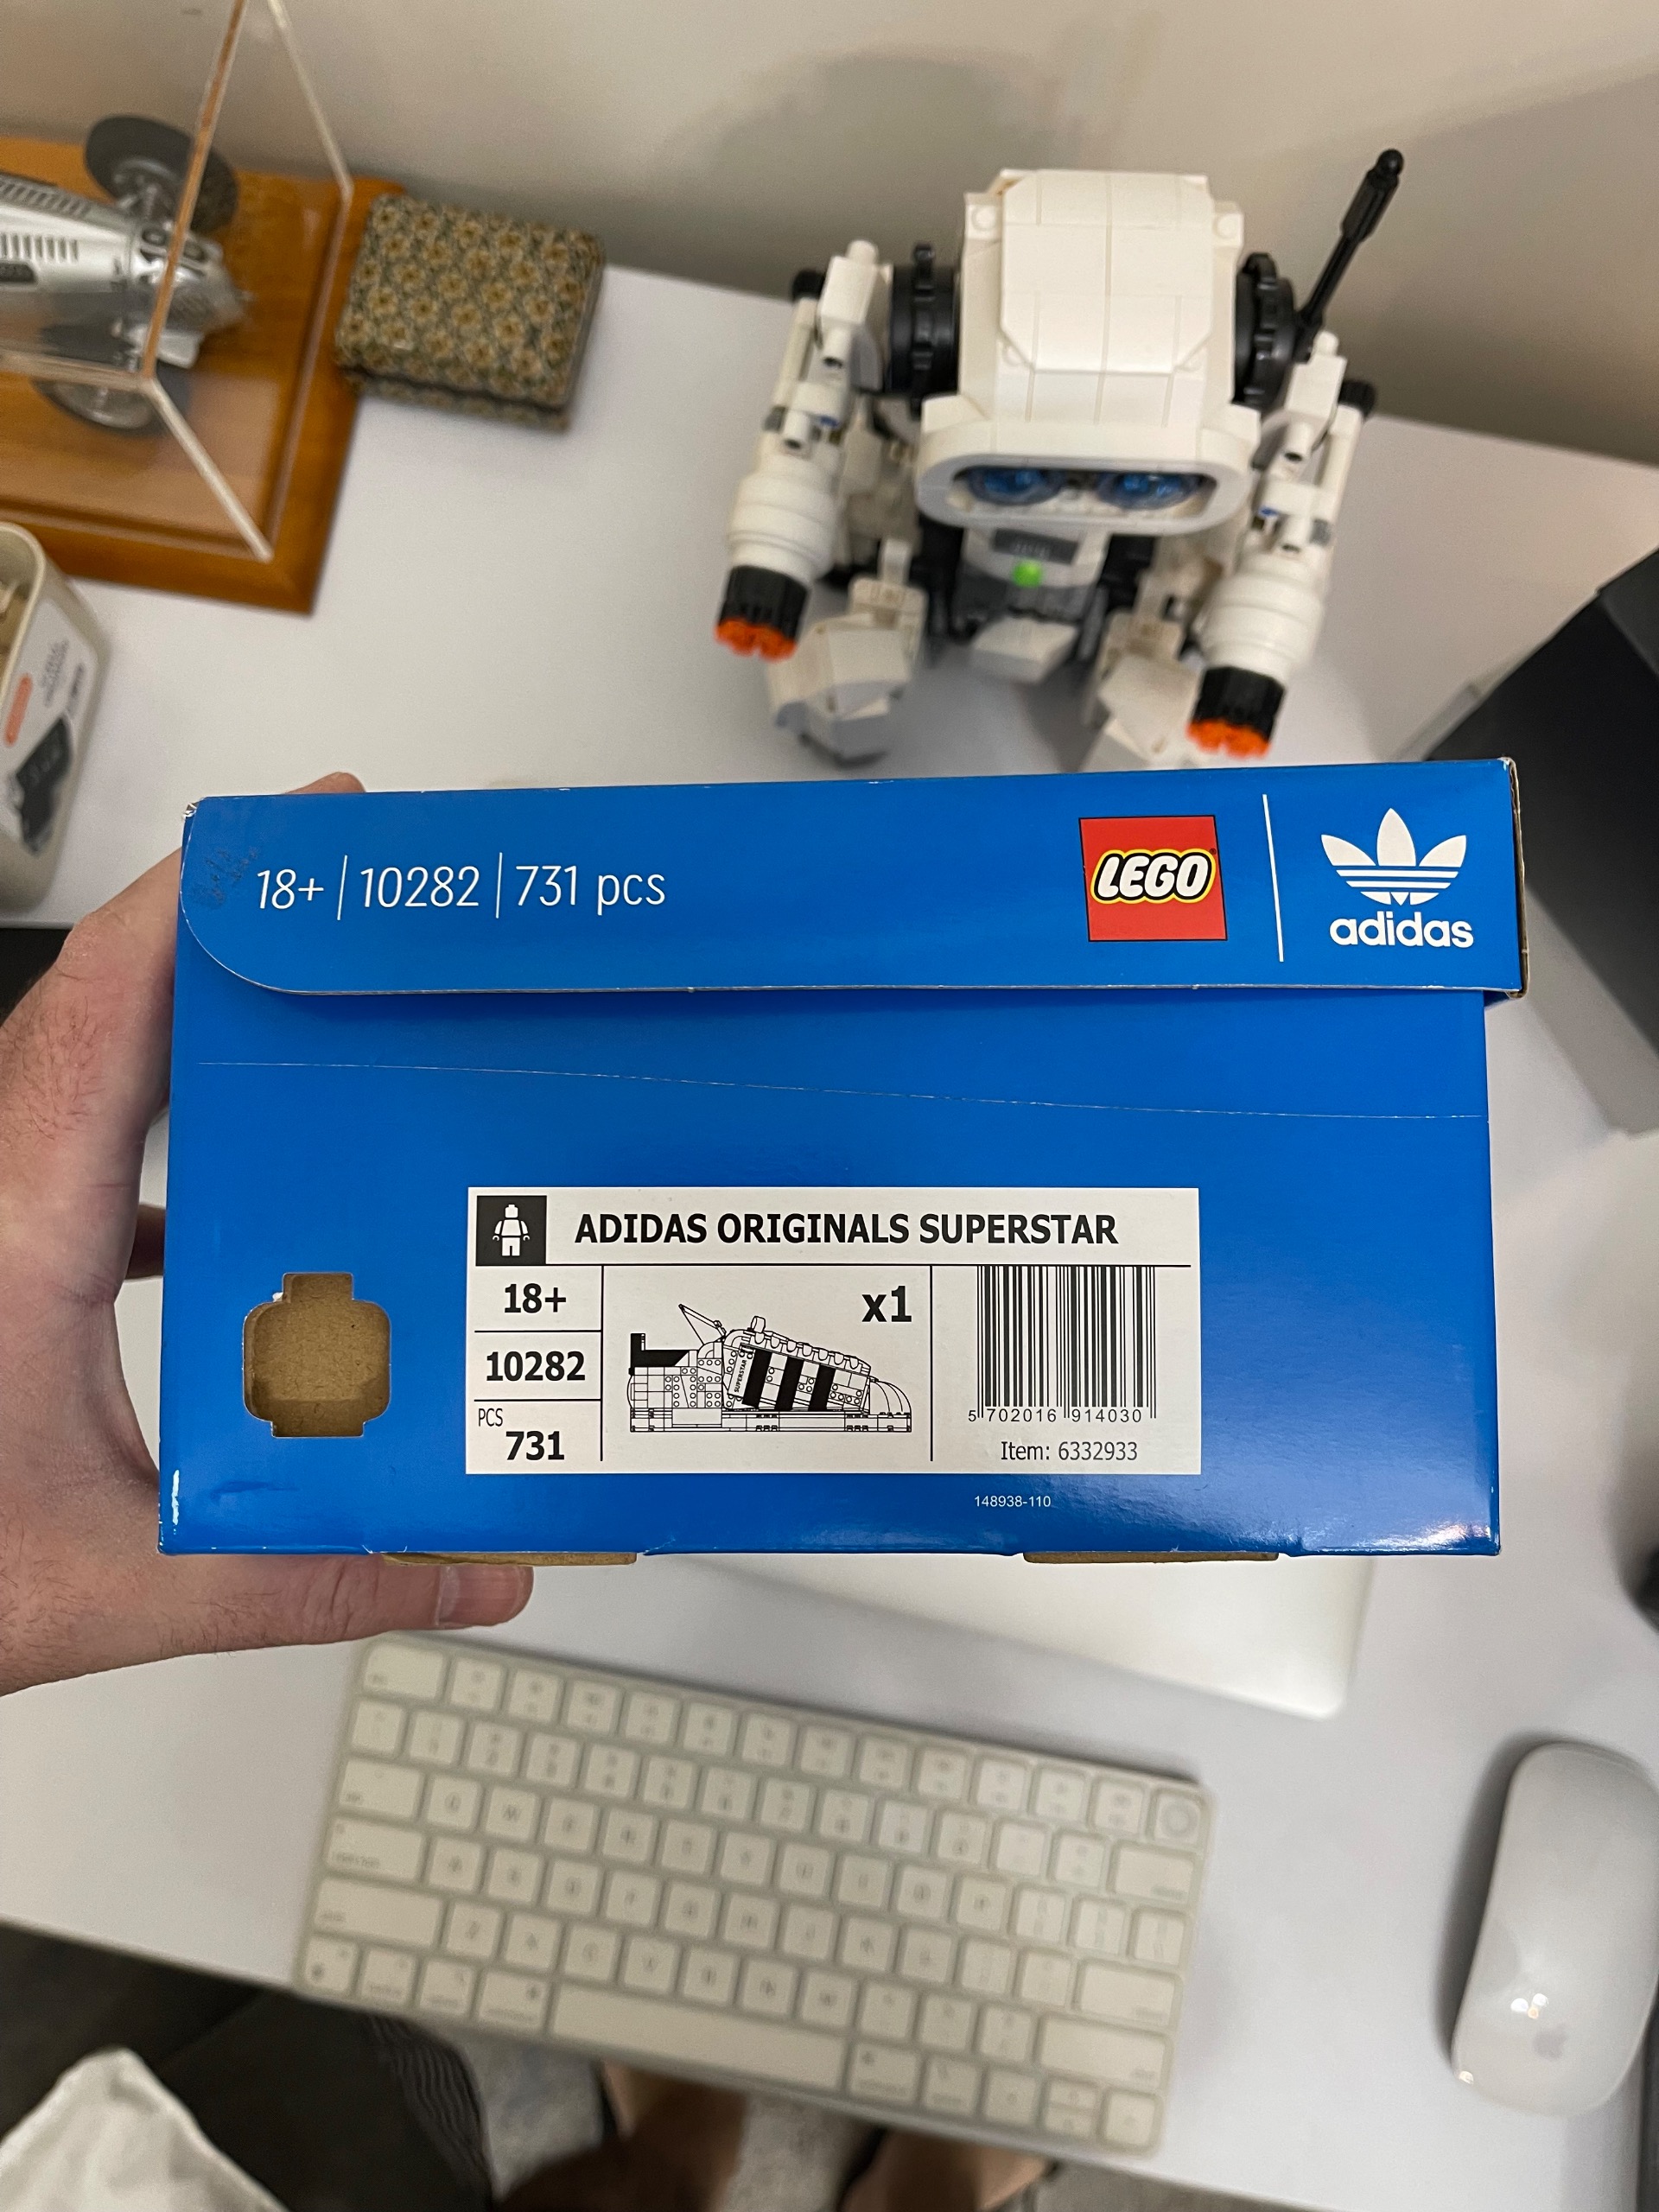 18+ | 10282 | 731 pcs
LEGO
adidas
ADIDAS ORIGINALS SUPERSTAR
18+
x1
10282
SUPERSTAR
PCS
731
5 702016 914030
Item: 6332933
148938-110